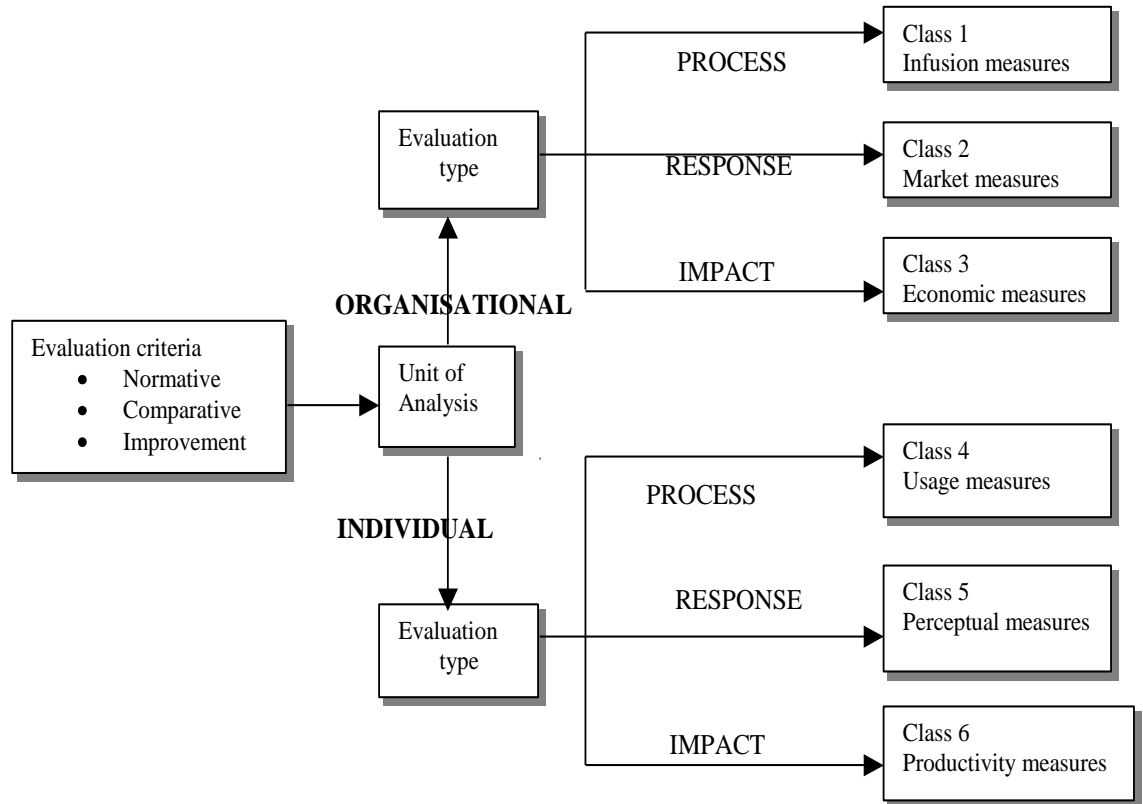 Evaluation criteria
• Normative
• Comparative
• Improvement
Unit of
Analysis
ORGANISATIONAL
Evaluation
type
PROCESS
Class 1
Infusion measures
RESPONSE
Class 2
Market measures
IMPACT
Class 3
Economic measures
INDIVIDUAL
Evaluation
type
PROCESS
Class 4
Usage measures
RESPONSE
Class 5
Perceptual measures
IMPACT
Class 6
Productivity measures